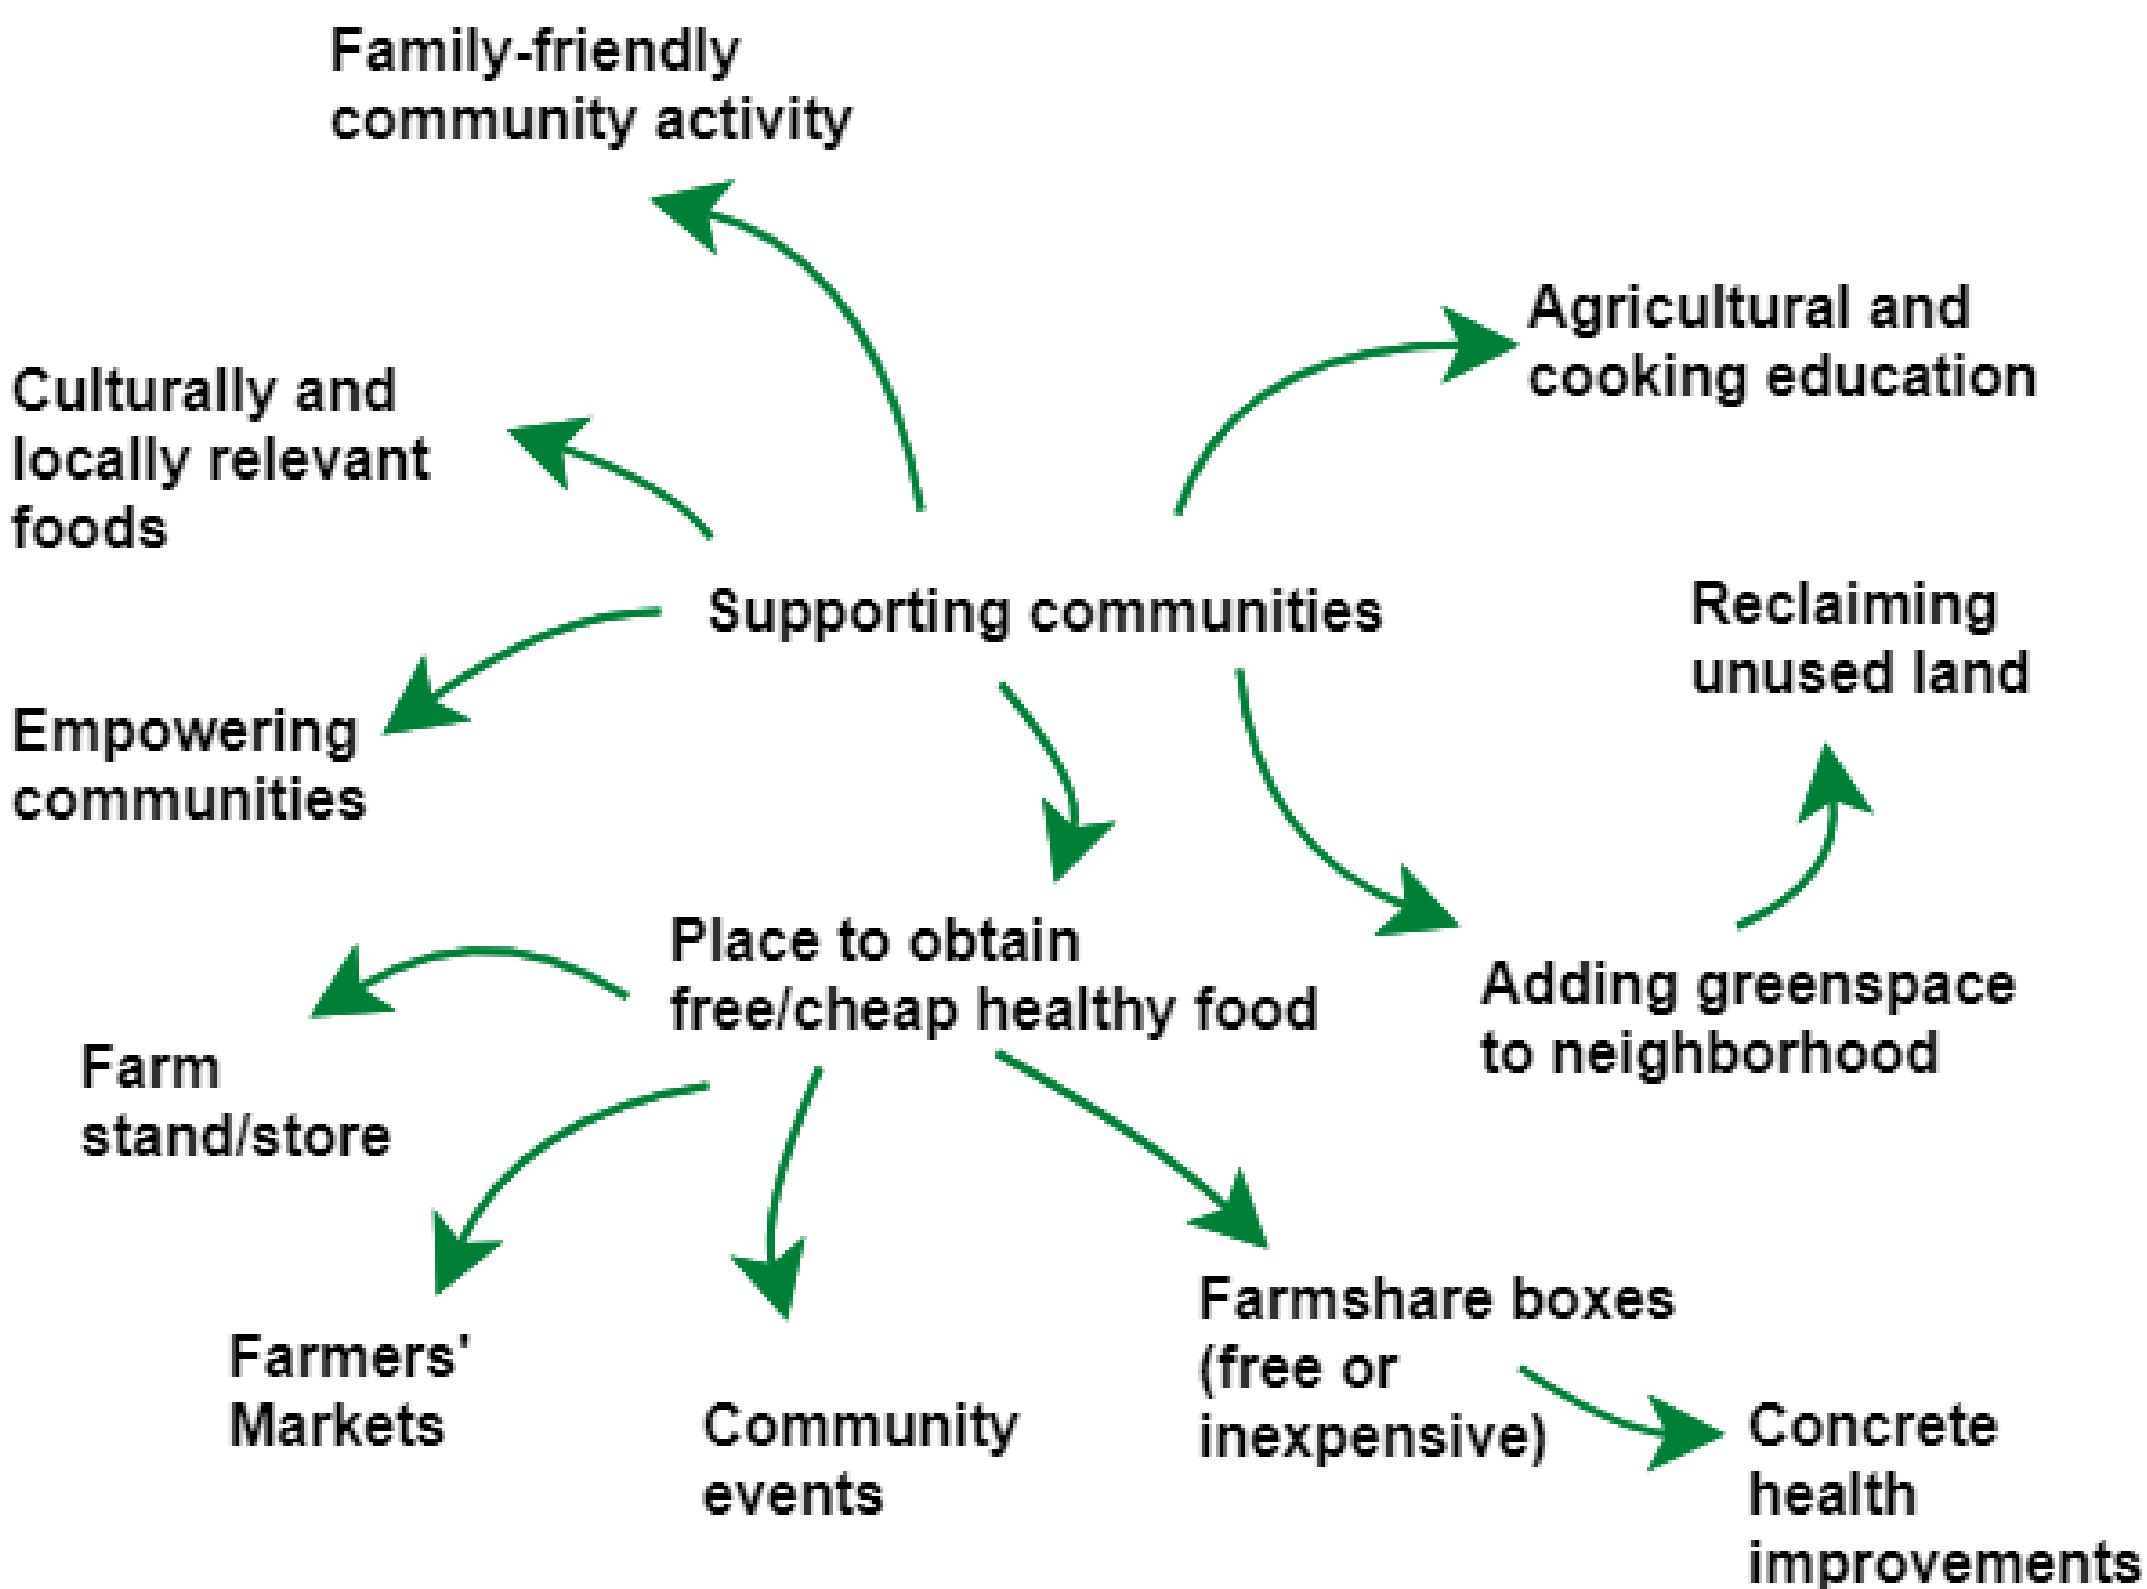 Family-friendly
community activity
Agricultural and
cooking education
Culturally and
locally relevant
foods
Supporting communities
Reclaiming
unused land
Empowering
communities
Place to obtain
free/cheap healthy food
Adding greenspace
to neighborhood
Farm
stand/store
Farmers'
Markets
Community
events
Farmshare boxes
(free or
inexpensive)
Concrete
health
improvements